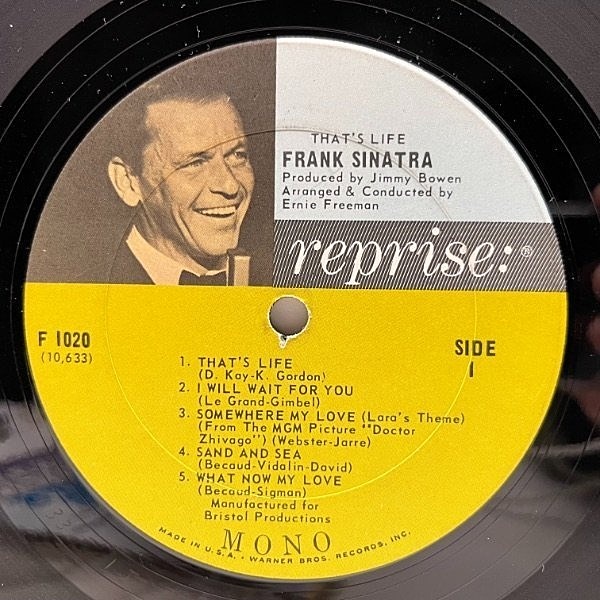 THAT'S LIFE
FRANK SINATRA
Produced by Jimmy Bowen
Arranged & Conducted by
Ernie Freeman
reprise:®
F 1020
(10,633)
SIDE
1
1. THAT'S LIFE
(D. Kay-K. Gordon)
2. I WILL WAIT FOR YOU
(Le Grand-Gimbel)
3. SOMEWHERE MY LOVE (Lara's Theme)
(From The MGM Picture "Doctor
Zhivago") (Webster-Jarre)
4. SAND AND SEA
(Becaud-Vidalin-David)
5. WHAT NOW MY LOVE
(Becaud-Sigman)
Manufactured for
Bristol Productions
MONO
MADE IN U.S.A. • WARNER BROS. RECORDS, INC.